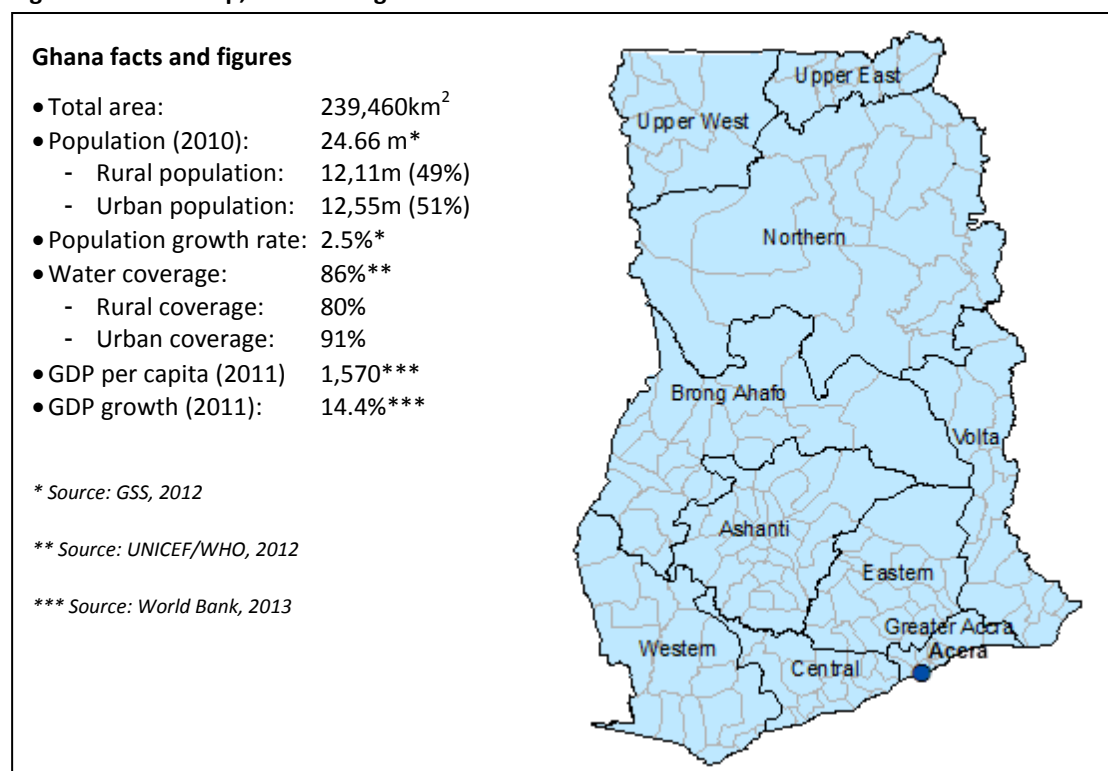 Ghana facts and figures
• Total area: 239,460km²
• Population (2010): 24.66 m*
- Rural population: 12,11m (49%)
- Urban population: 12,55m (51%)
• Population growth rate: 2.5%*
• Water coverage: 86%**
- Rural coverage: 80%
- Urban coverage: 91%
• GDP per capita (2011) 1,570***
• GDP growth (2011): 14.4%***
* Source: GSS, 2012
** Source: UNICEF/WHO, 2012
*** Source: World Bank, 2013
Upper East
Upper West
Northern
Brong Ahafo
Volta
Ashanti
Eastern
Greater Accra
Accra
Western
Central